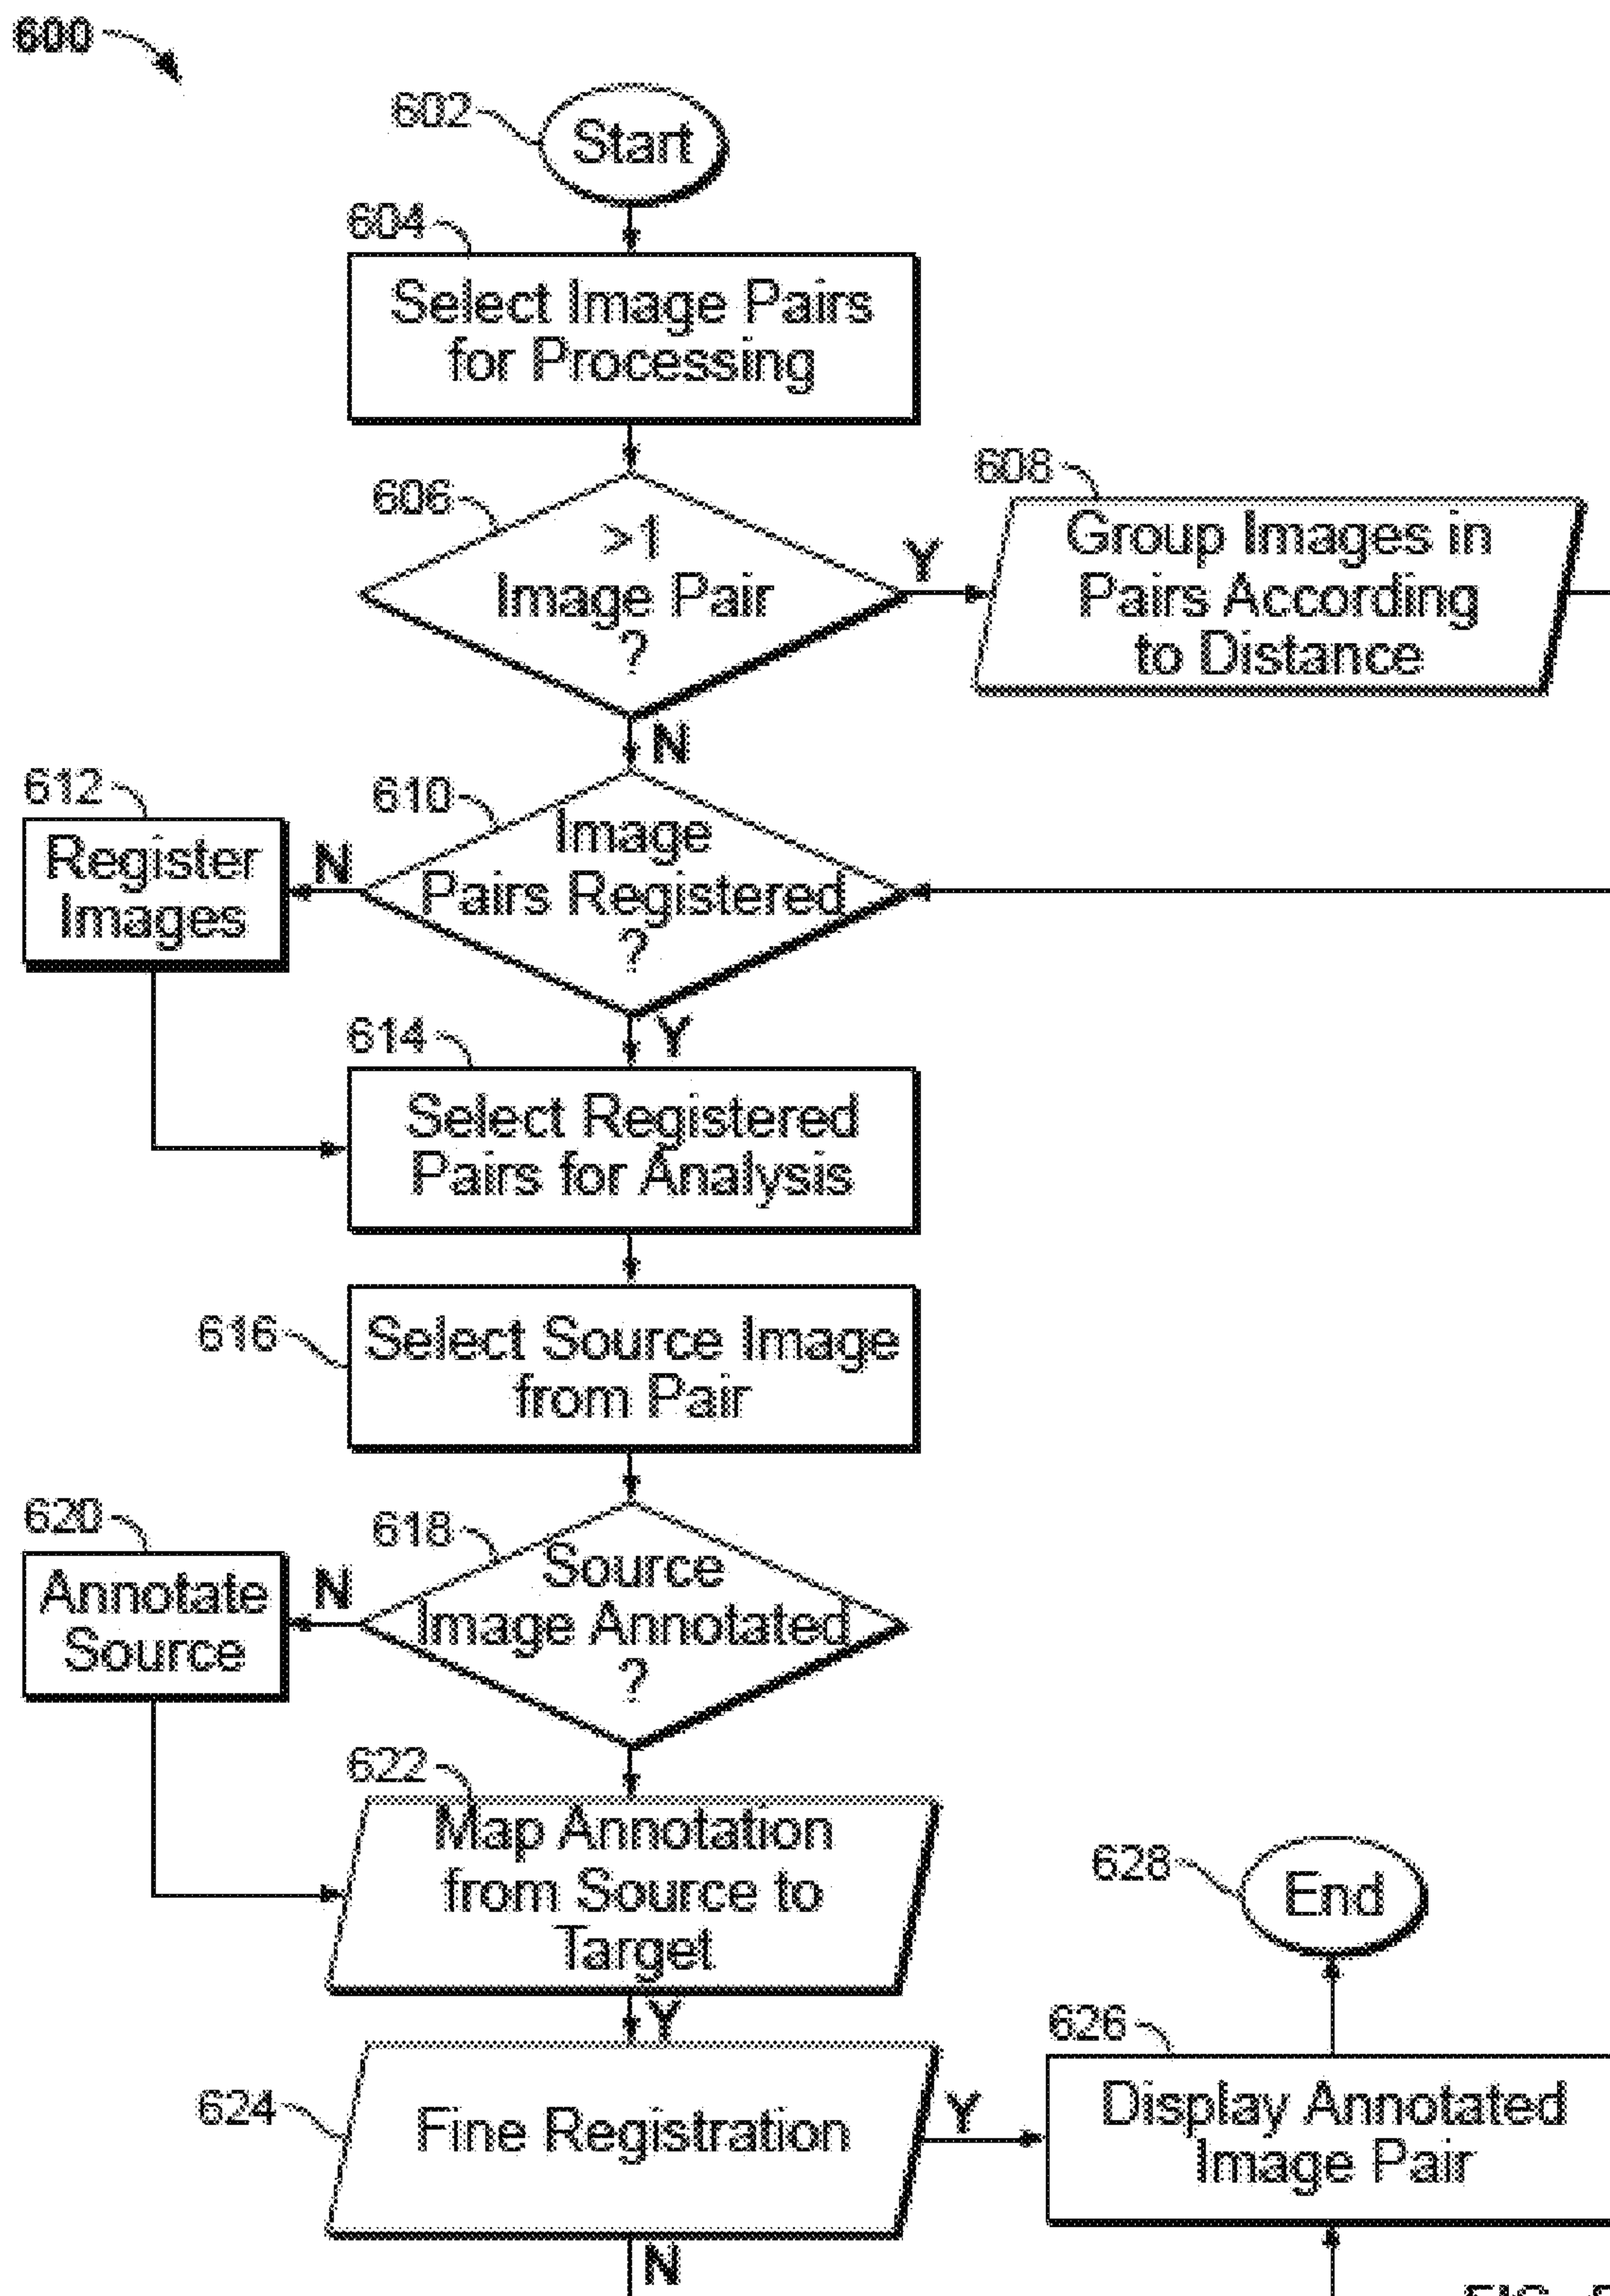 600
602
Start
604
Select Image Pairs
for Processing
606
>1
Image Pair
?
Y
608
Group Images in
Pairs According
to Distance
N
612
Register
Images
N
610
Image
Pairs Registered
?
Y
614
Select Registered
Pairs for Analysis
616
Select Source Image
from Pair
620
Annotate
Source
N
618
Source
Image Annotated
?
622
Map Annotation
from Source to
Target
Y
624
Fine Registration
Y
N
628
End
626
Display Annotated
Image Pair